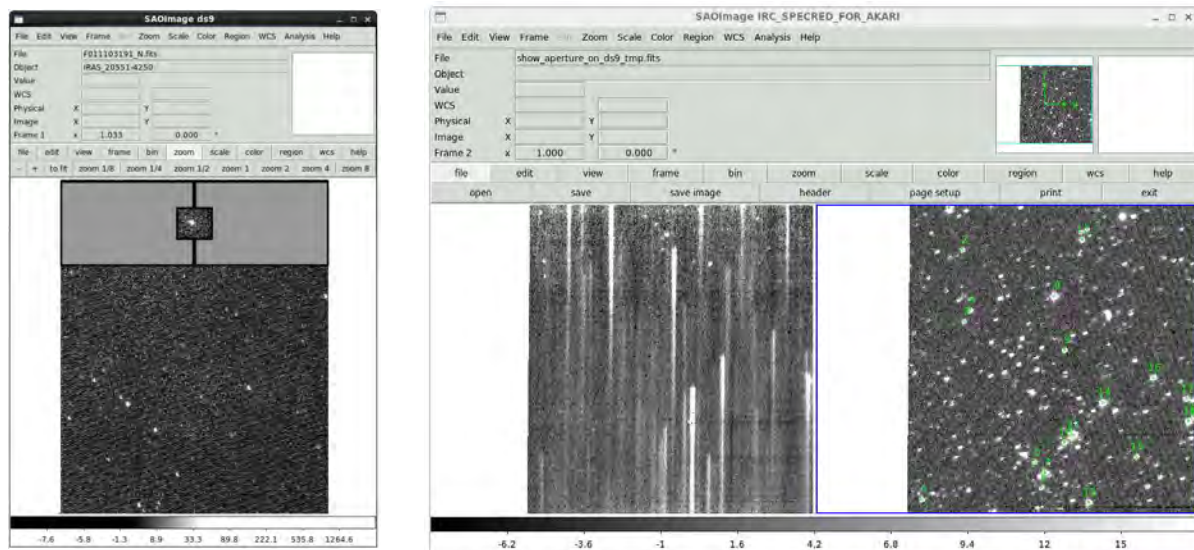 SAOImage ds9
File Edit View Frame Zoom Scale Color Region WCS Analysis Help
File F011103191_N.fits
Object IRAS_20551-4250
Value
WCS
Physical X Y
Image X Y
Frame 1 x 1.033 0.000 °
file edit view frame bin zoom scale color region wcs help
- + to fit zoom 1/8 zoom 1/4 zoom 1/2 zoom 1 zoom 2 zoom 4 zoom 8
-7.6 -5.8 -1.3 8.9 33.3 89.8 222.1 535.8 1264.6
SAOImage IRC_SPECRED_FOR_AKARI
File Edit View Frame Zoom Scale Color Region WCS Analysis Help
File show_aperture_on_ds9_tmp.fits
Object
Value
WCS
Physical X Y
Image X Y
Frame 2 x 1.000 0.000 °
file edit view frame bin zoom scale color region wcs help
open save save image header page setup print exit
16
14
-6.2 -3.6 -1 1.6 4.2 6.8 9.4 12 15